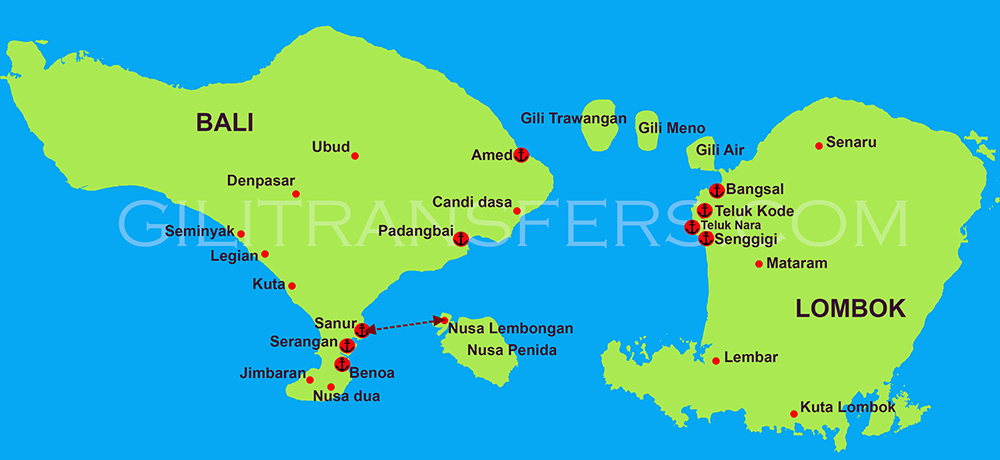 BALI
Gili Trawangan
Gili Meno
Gili Air
Senaru
Ubud
Amed
Denpasar
Bangsal
Candi dasa
Teluk Kode
GILITRANSFERS.COM
Seminyak
Padangbai
Teluk Nara
Senggigi
Legian
Mataram
Kuta
LOMBOK
Sanur
Nusa Lembongan
Serangan
Nusa Penida
Lembar
Jimbaran
Benoa
Nusa dua
Kuta Lombok